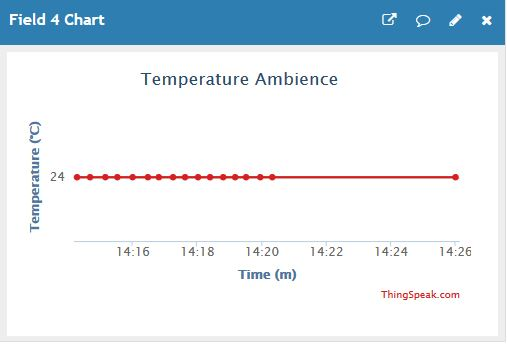 Field 4 Chart
Temperature Ambience
Temperature (°C)
24
14:16 14:18 14:20 14:22 14:24 14:26
Time (m)
ThingSpeak.com